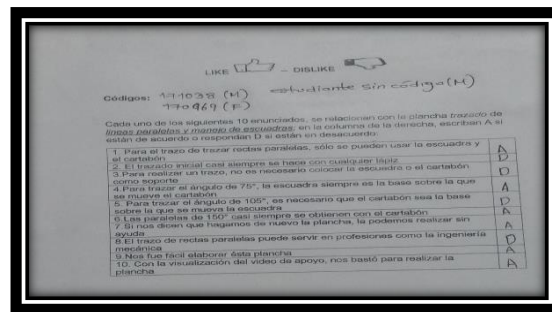 LIKE – DISLIKE
Códigos: 171038 (M) estudiante sin código (M)
170969 (F)
Cada uno de los siguientes 10 enunciados, se relacionan con la plancha trazado de
líneas paralelas y manejo de escuadras; en la columna de la derecha, escriban A si
están de acuerdo o respondan D si están en desacuerdo:
1. Para el trazo de trazar rectas paralelas, sólo se pueden usar la escuadra y A
el cartabón
2. El trazado inicial casi siempre se hace con cualquier lápiz D
3.Para realizar un trazo, no es necesario colocar la escuadra o el cartabón D
como soporte
4.Para trazar el ángulo de 75°, la escuadra siempre es la base sobre la que A
se mueve el cartabón
5. Para trazar el ángulo de 105°, es necesario que el cartabón sea la base D
sobre la que se mueva la escuadra
6.Las paralelas de 150° casi siempre se obtienen con el cartabón A
7.Si nos dicen que hagamos de nuevo la plancha, la podemos realizar sin A
ayuda
8.El trazo de rectas paralelas puede servir en profesiones como la ingeniería D
mecánica
9.Nos fue fácil elaborar ésta plancha A
10. Con la visualización del video de apoyo, nos bastó para realizar la A
plancha